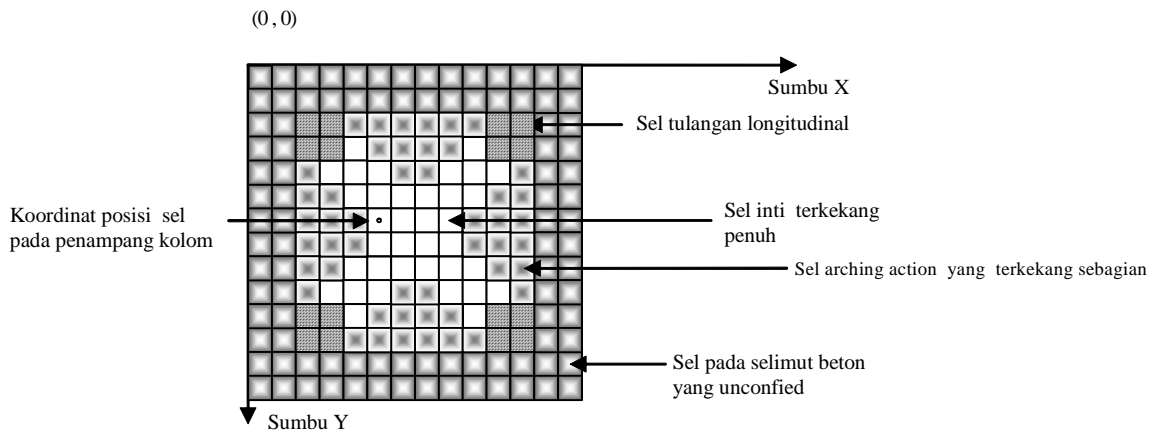 (0,0)
Sumbu X
Sel tulangan longitudinal
Koordinat posisi sel
pada penampang kolom
Sel inti terkekang
penuh
Sel arching action yang terkekang sebagian
Sel pada selimut beton
yang unconfied
Sumbu Y